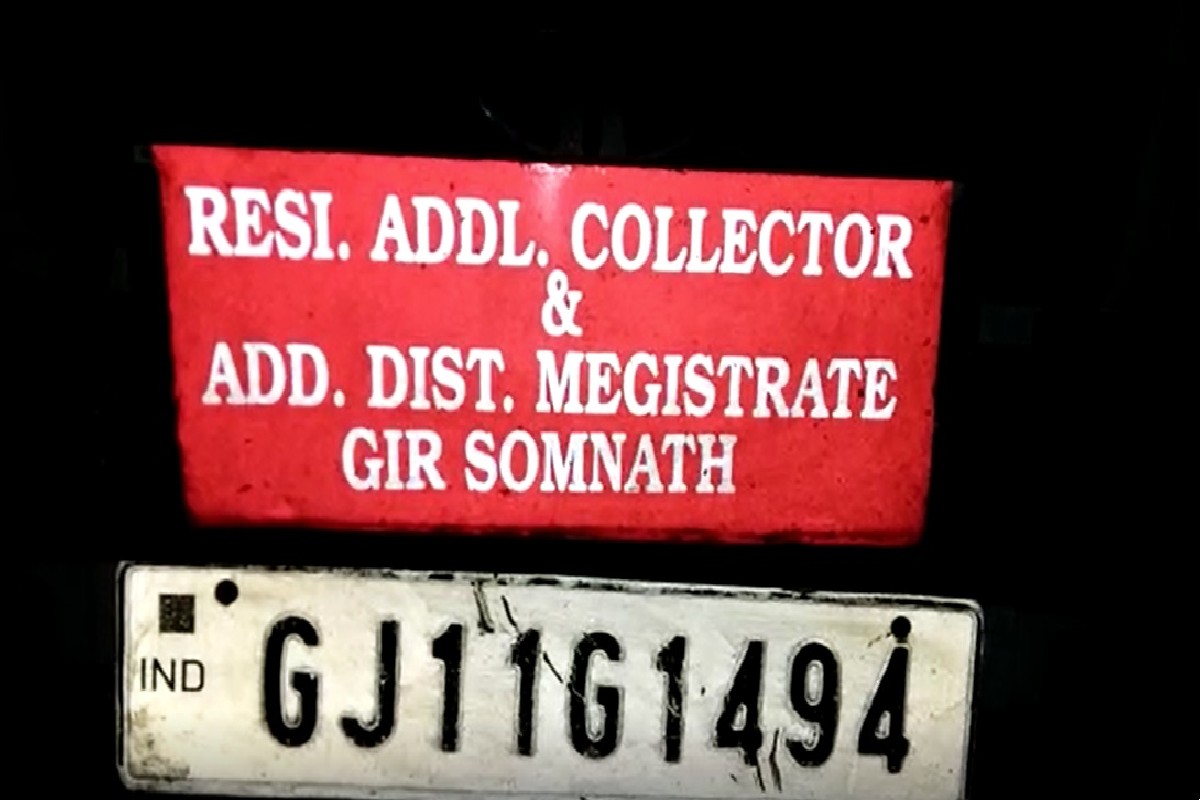 RESI. ADDL. COLLECTOR
&
ADD. DIST. MEGISTRATE
GIR SOMNATH
IND
GJ11G1494